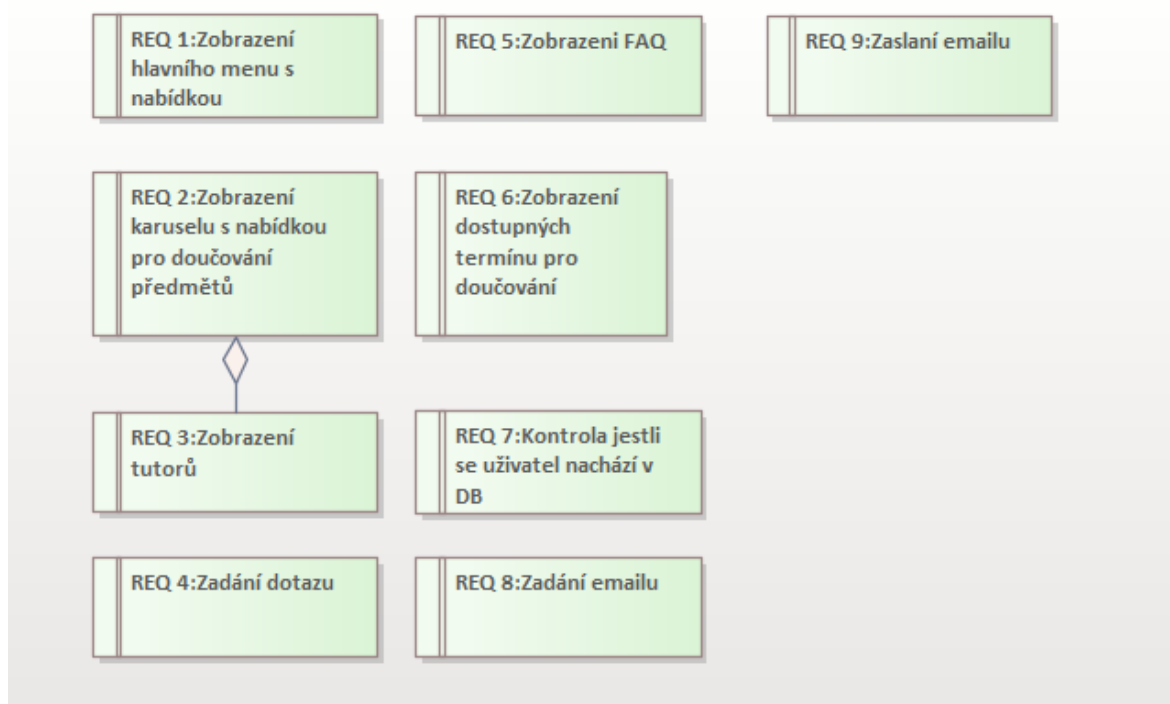 REQ 1:Zobrazení
hlavního menu s
nabídkou
REQ 2:Zobrazení
karuselu s nabídkou
pro doučování
předmětů
REQ 3:Zobrazení
tutorů
REQ 4:Zadání dotazu
REQ 5:Zobrazeni FAQ
REQ 6:Zobrazení
dostupných
termínu pro
doučování
REQ 7:Kontrola jestli
se uživatel nachází v
DB
REQ 8:Zadání emailu
REQ 9:Zaslaní emailu